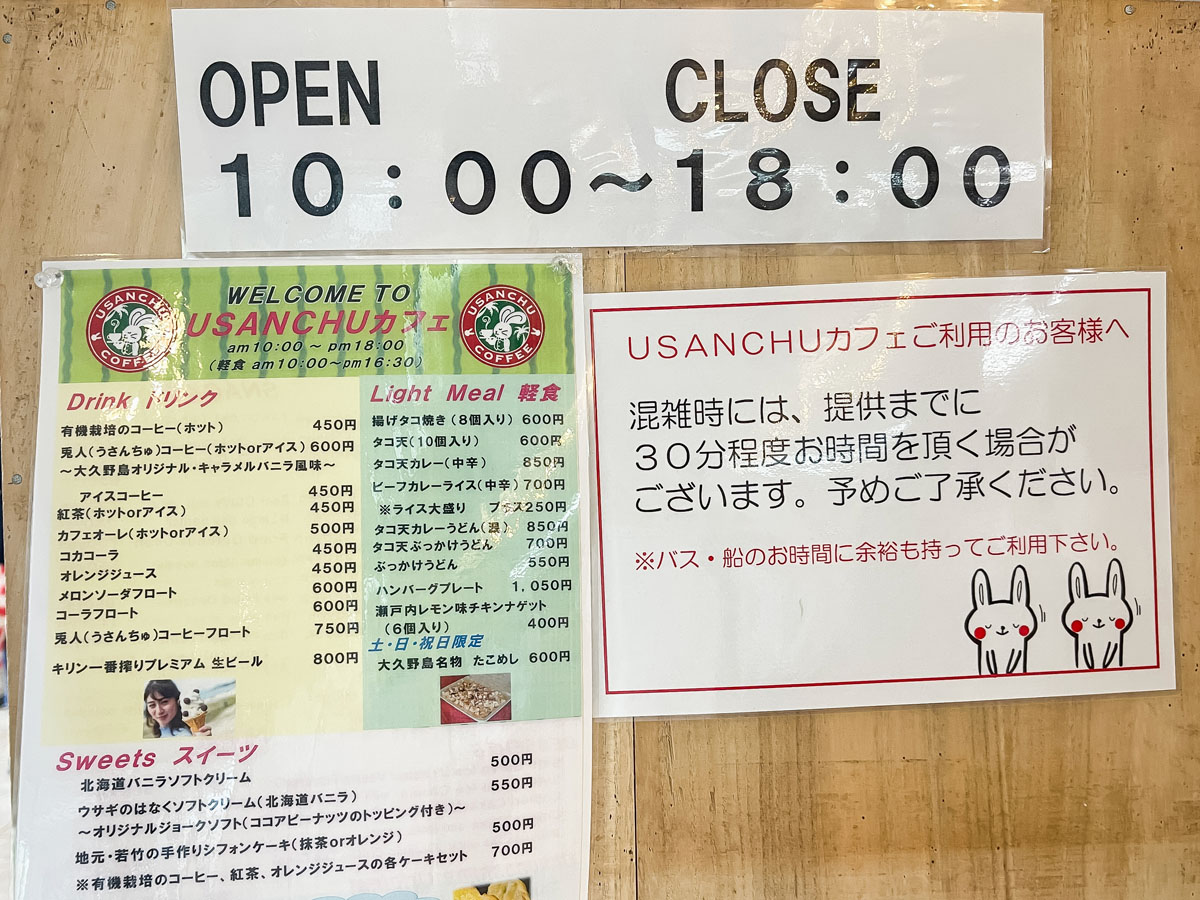 OPEN CLOSE
10：00～18：00
WELCOME TO
USANCHUカフェ
am10:00 ～ pm18:00
（軽食 am10:00～pm16:30）
USANCHU COFFEE
USANCHU COFFEE
Drink ドリンク
有機栽培のコーヒー（ホット） 450円
兎人（うさんちゅ）コーヒー（ホットorアイス） 600円
～大久野島オリジナル・キャラメルバニラ風味～
アイスコーヒー 450円
紅茶（ホットorアイス） 450円
カフェオーレ（ホットorアイス） 500円
コカコーラ 450円
オレンジジュース 450円
メロンソーダフロート 600円
コーラフロート 600円
兎人（うさんちゅ）コーヒーフロート 750円
キリン一番搾りプレミアム 生ビール 800円
Light Meal 軽食
揚げタコ焼き（8個入り） 600円
タコ天（10個入り） 600円
タコ天カレー（中辛） 850円
ビーフカレーライス（中辛） 700円
※ライス大盛り プラス250円
タコ天カレーうどん（温） 850円
タコ天ぶっかけうどん 700円
ぶっかけうどん 550円
ハンバーグプレート 1,050円
瀬戸内レモン味チキンナゲット
（6個入り） 400円
土・日・祝日限定
大久野島名物 たこめし 600円
Sweets スイーツ
北海道バニラソフトクリーム 500円
ウサギのはなくソフトクリーム（北海道バニラ） 550円
～オリジナルジョークソフト（ココアピーナッツのトッピング付き）～
地元・若竹の手作りシフォンケーキ（抹茶orオレンジ） 500円
※有機栽培のコーヒー、紅茶、オレンジジュースの各ケーキセット 700円
USANCHUカフェご利用のお客様へ
混雑時には、提供までに
３０分程度お時間を頂く場合が
ございます。予めご了承ください。
※バス・船のお時間に余裕も持ってご利用下さい。